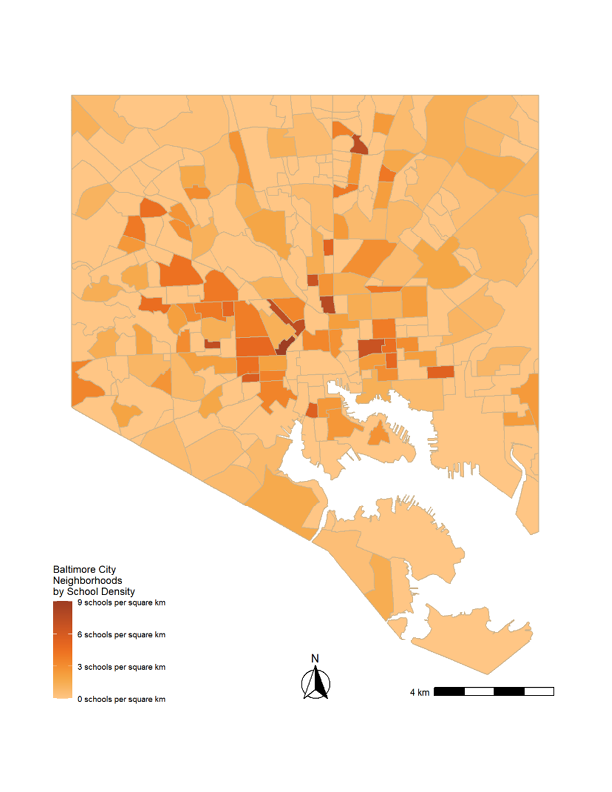 Baltimore City
Neighborhoods
by School Density
9 schools per square km
6 schools per square km
3 schools per square km
0 schools per square km
N
4 km